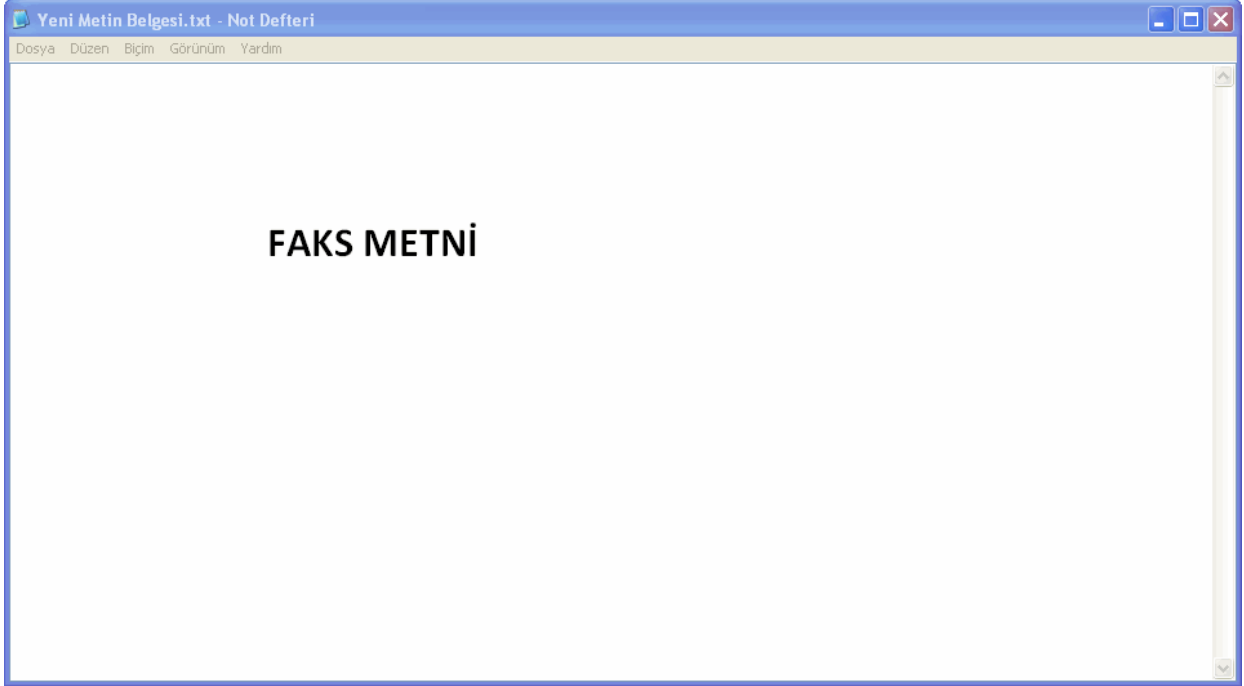 Yeni Metin Belgesi.txt - Not Defteri
Dosya Düzen Biçim Görünüm Yardım
FAKS METNİ